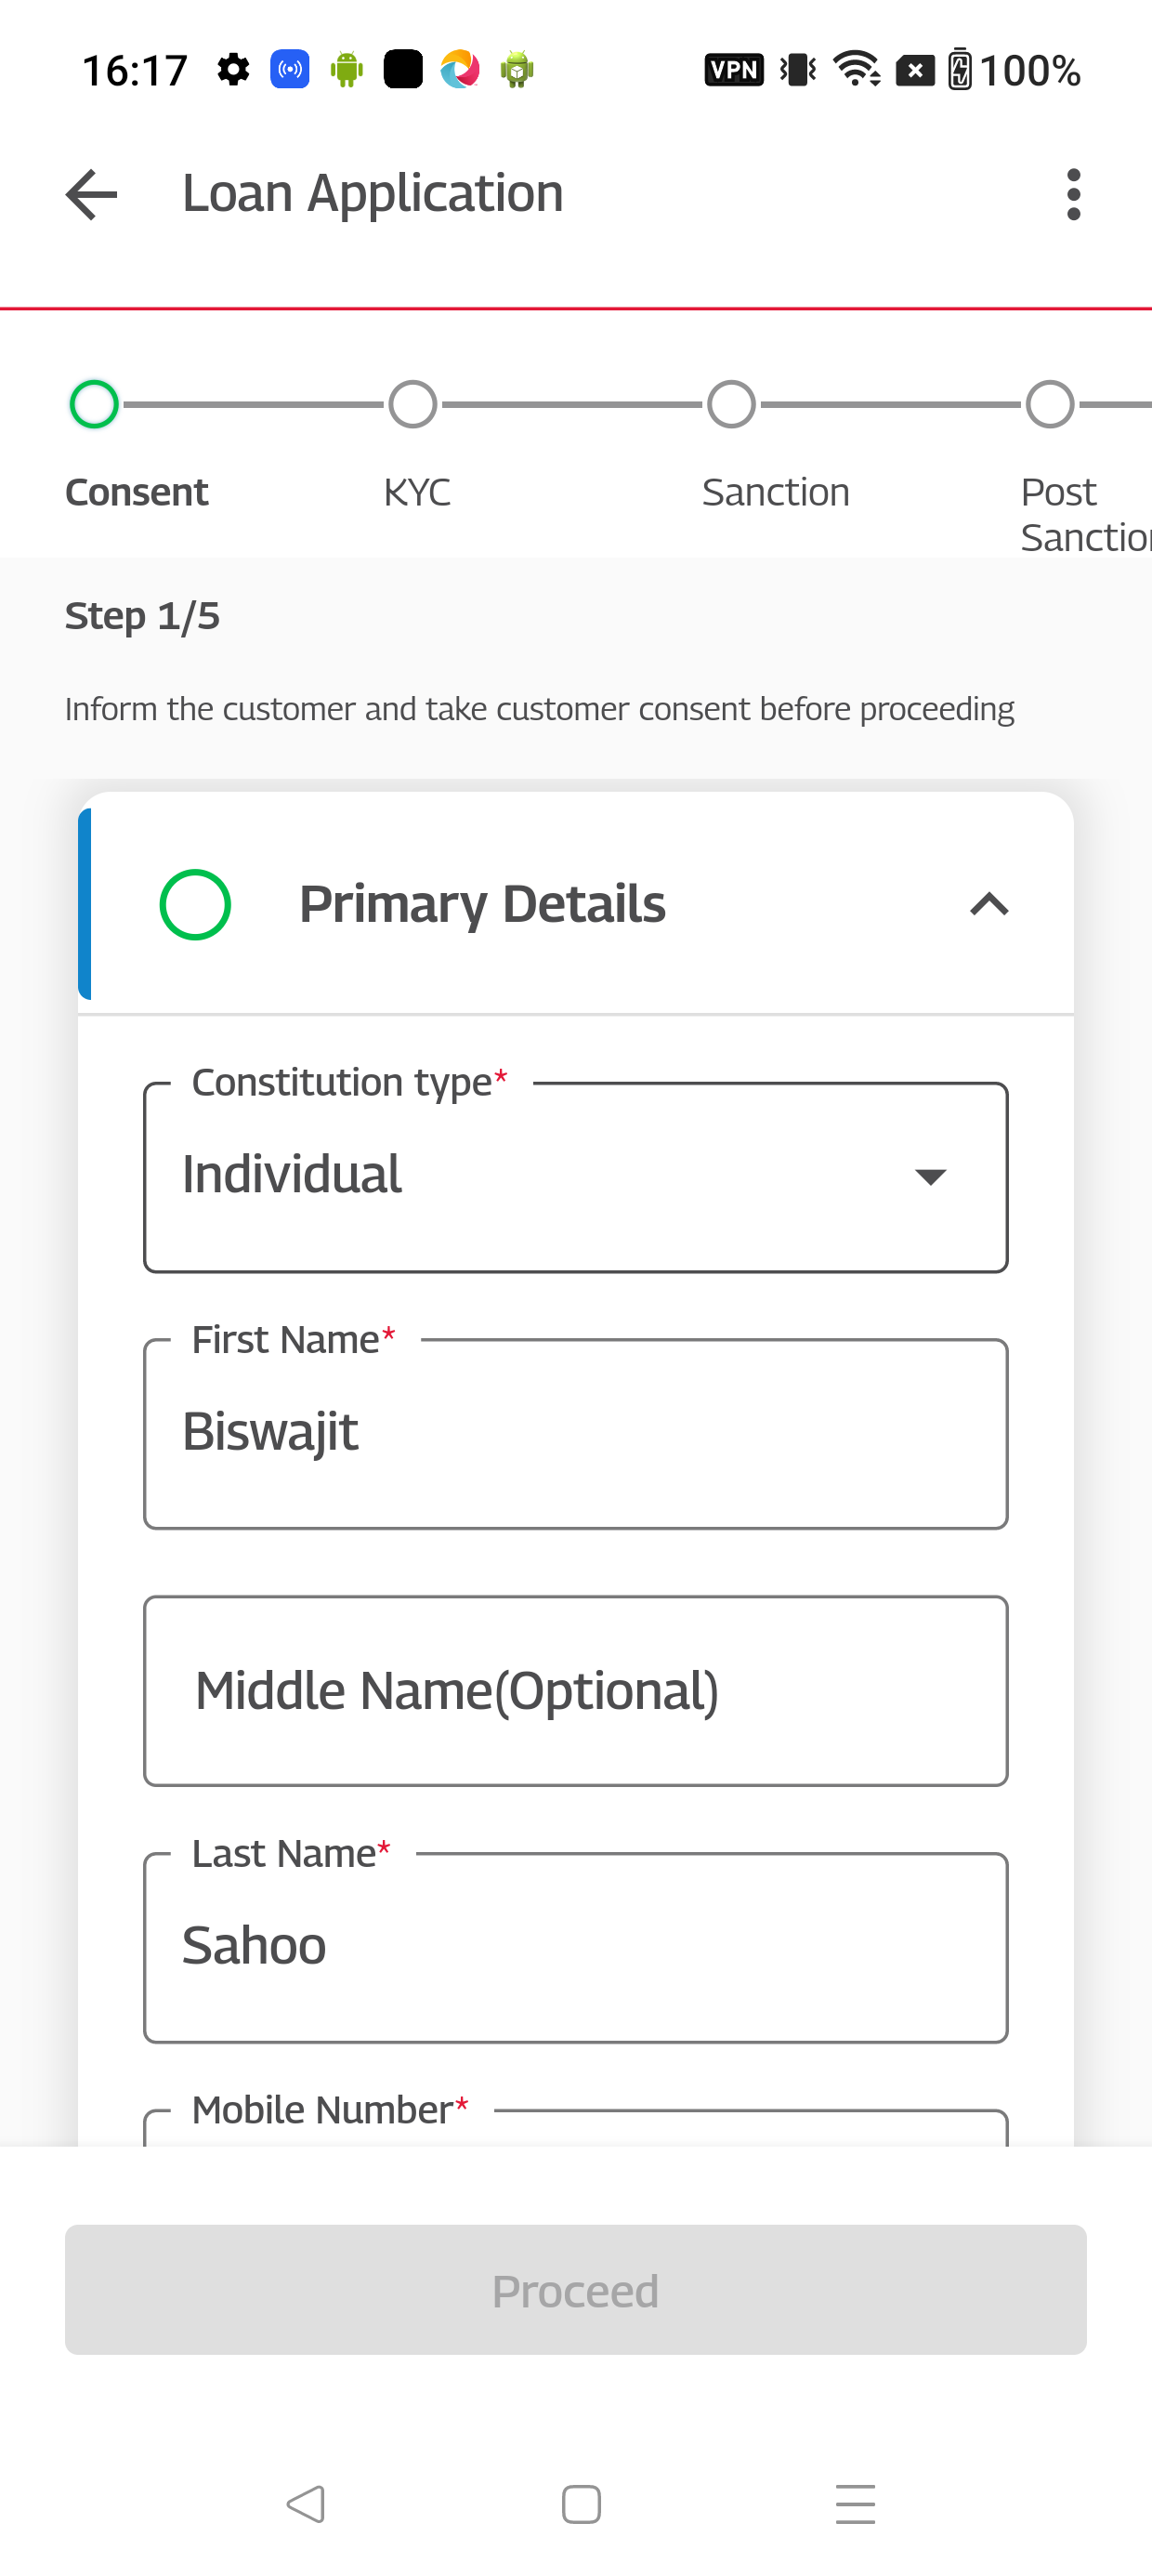 16:17 VPN 100%
Loan Application
Consent KYC Sanction Post
Sanction
Step 1/5
Inform the customer and take customer consent before proceeding
Primary Details
Constitution type*
Individual
First Name*
Biswajit
Middle Name(Optional)
Last Name*
Sahoo
Mobile Number*
Proceed